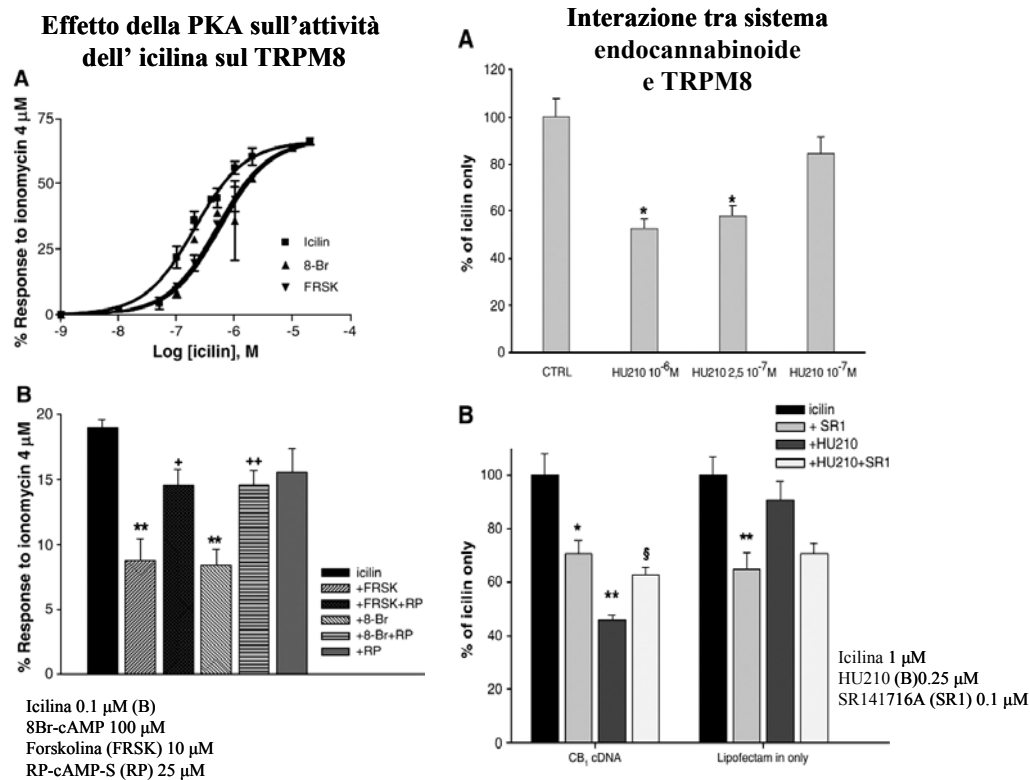 Effetto della PKA sull'attività
dell' icilina sul TRPM8
A
% Response to ionomycin 4 µM
75
50
25
0
Icilin
8-Br
FRSK
-9 -8 -7 -6 -5 -4
Log [icilin], M
B
% Response to ionomycin 4 µM
20
15
10
5
0
** + ** ++
icilin
+FRSK
+FRSK+RP
+8-Br
+8-Br+RP
+RP
Icilina 0.1 µM (B)
8Br-cAMP 100 µM
Forskolina (FRSK) 10 µM
RP-cAMP-S (RP) 25 µM
Interazione tra sistema
endocannabinoide
e TRPM8
A
% of icilin only
120
100
80
60
40
20
0
* *
CTRL HU210 10⁻⁶M HU210 2,5 10⁻⁷M HU210 10⁻⁷M
B
icilin
+ SR1
+HU210
+HU210+SR1
% of icilin only
100
80
60
40
20
0
* ** § **
CB₁ cDNA Lipofectam in only
Icilina 1 µM
HU210 (B)0.25 µM
SR141716A (SR1) 0.1 µM